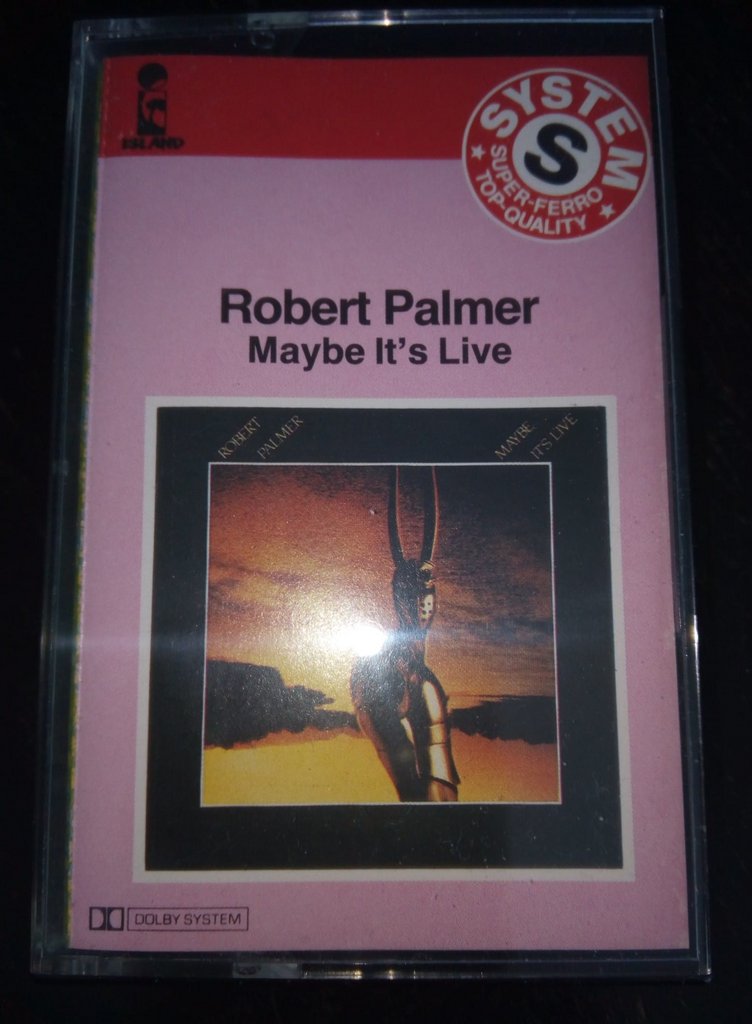 ISLAND
SYSTEM
S
SUPER-FERRO
TOP-QUALITY
Robert Palmer
Maybe It's Live
ROBERT
PALMER
MAYBE
IT'S LIVE
DOLBY SYSTEM